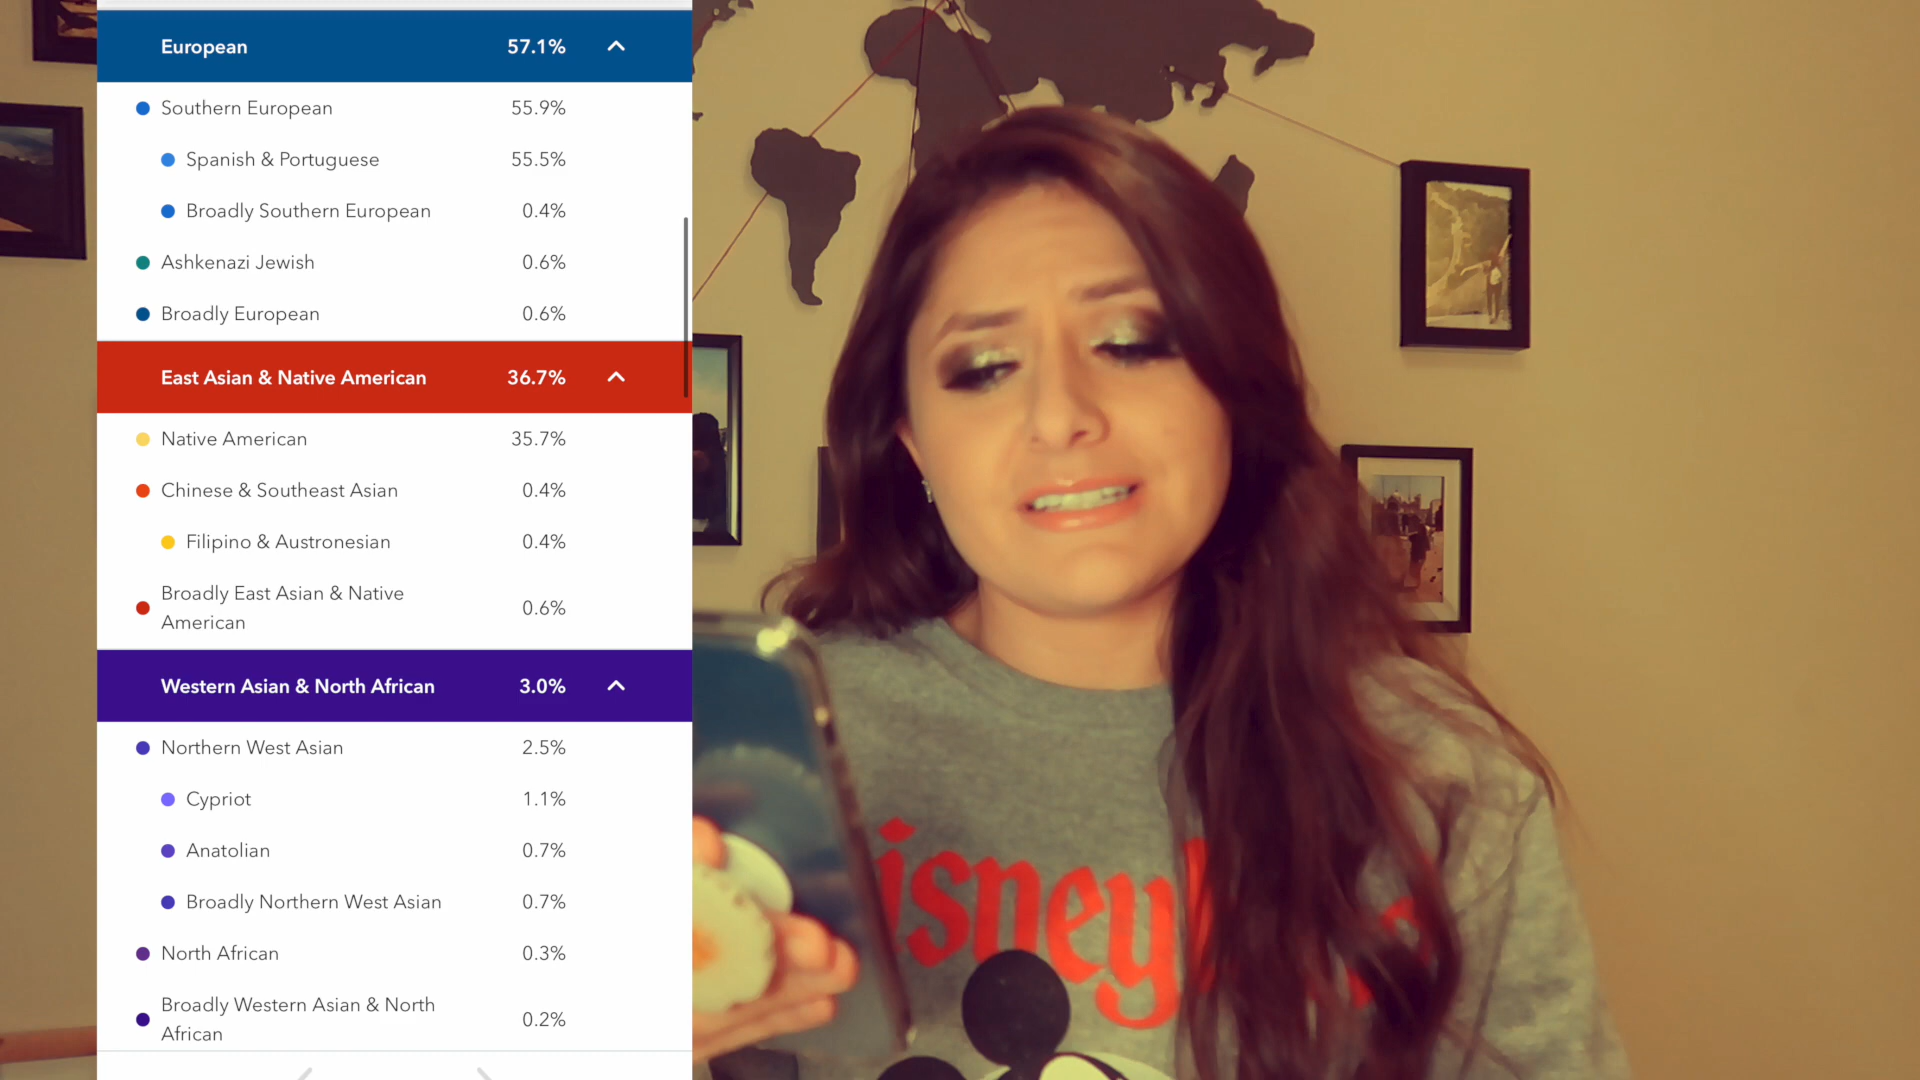 European 57.1%
Southern European 55.9%
Spanish & Portuguese 55.5%
Broadly Southern European 0.4%
Ashkenazi Jewish 0.6%
Broadly European 0.6%
East Asian & Native American 36.7%
Native American 35.7%
Chinese & Southeast Asian 0.4%
Filipino & Austronesian 0.4%
Broadly East Asian & Native
American 0.6%
Western Asian & North African 3.0%
Northern West Asian 2.5%
Cypriot 1.1%
Anatolian 0.7%
Broadly Northern West Asian 0.7%
North African 0.3%
Broadly Western Asian & North
African 0.2%